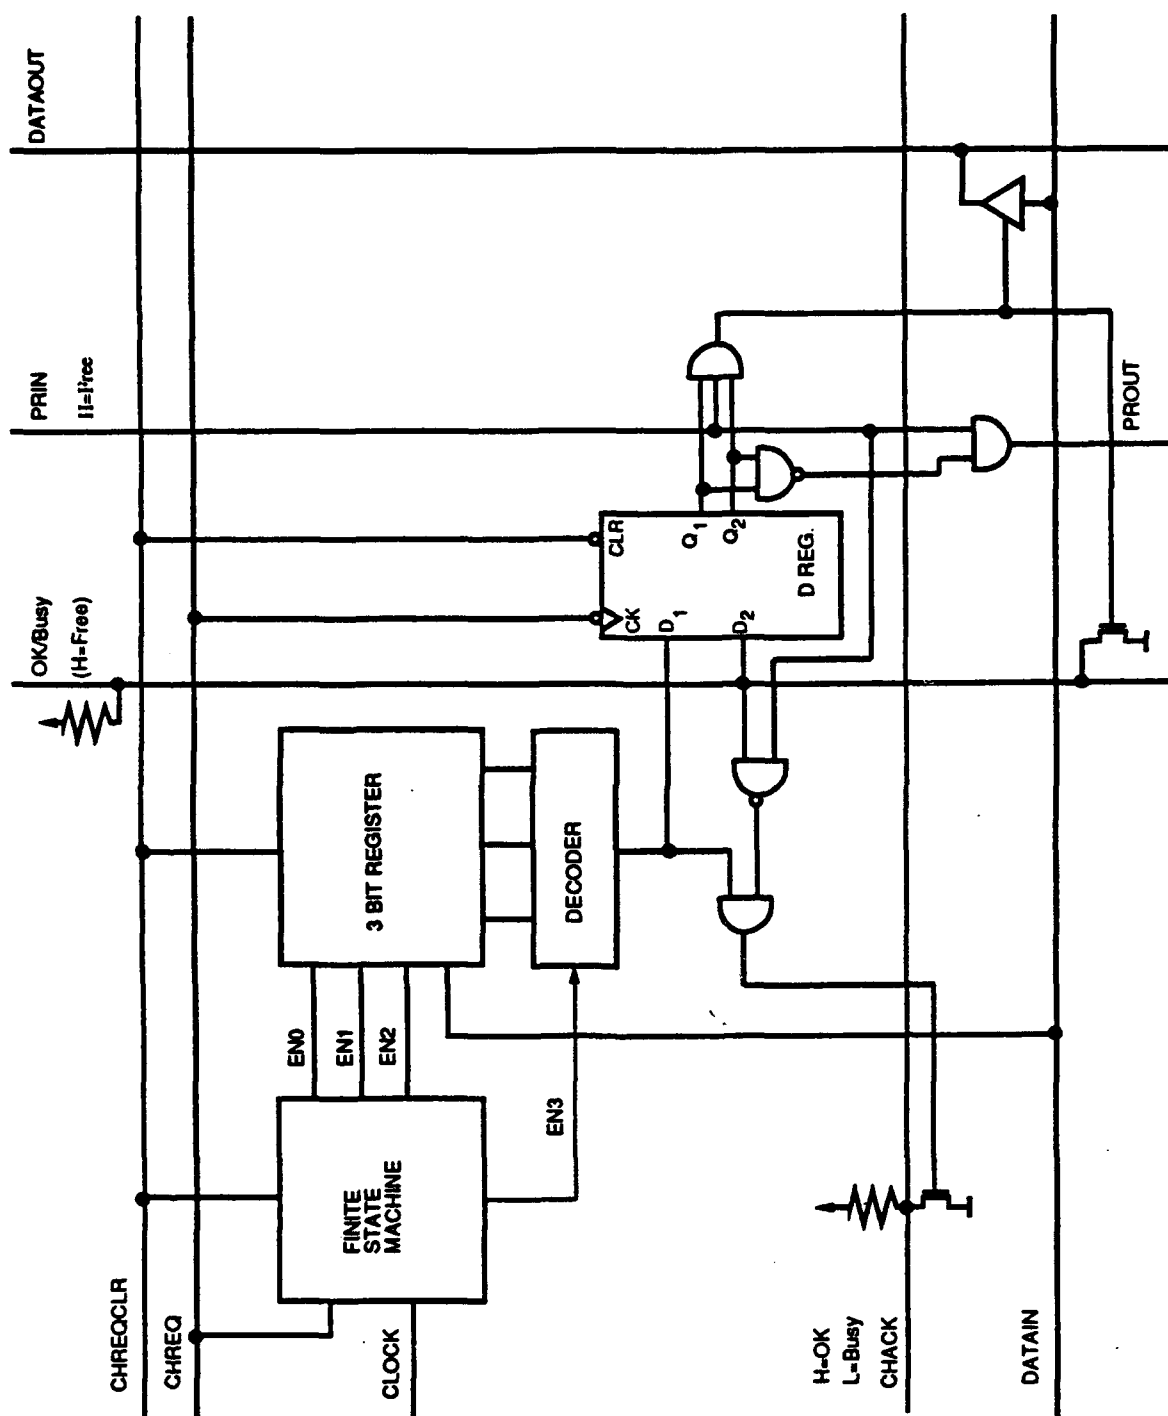 DATAOUT
PRIN
H=Free
OK/Busy
(H=Free)
CHREQCLR
CHREQ
CLOCK
FINITE
STATE
MACHINE
EN0
EN1
EN2
EN3
3 BIT REGISTER
DECODER
CK
CLR
D1
D2
Q1
Q2
D REG.
PROUT
H=OK
L=Busy
CHACK
DATAIN